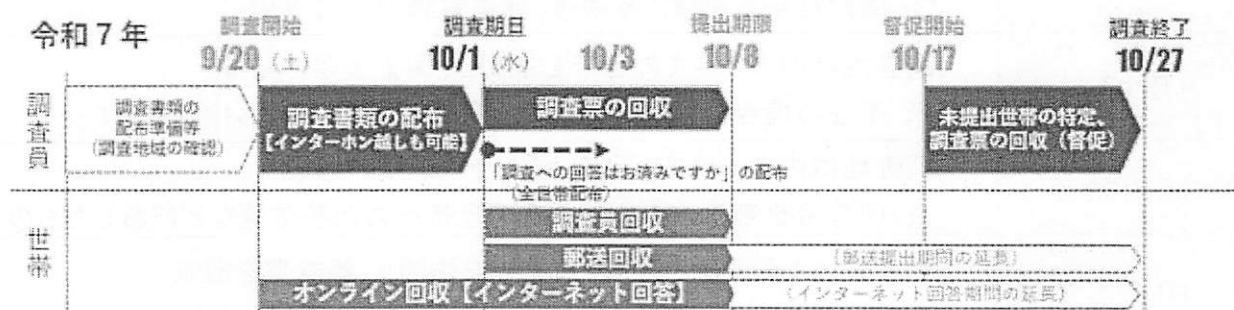 令和7年
調査開始
9/20（土）
調査期日
10/1（水）
10/3
提出期限
10/8
督促開始
10/17
調査終了
10/27
調査員
調査書類の
配布準備等
(調査地域の確認)
調査書類の配布
【インターホン越しも可能】
調査票の回収
「調査への回答はお済みですか」の配布
（全世帯配布）
未提出世帯の特定、
調査票の回収（督促）
世帯
調査員回収
郵送回収
（郵送提出期間の延長）
オンライン回収【インターネット回答】
（インターネット回答期間の延長）